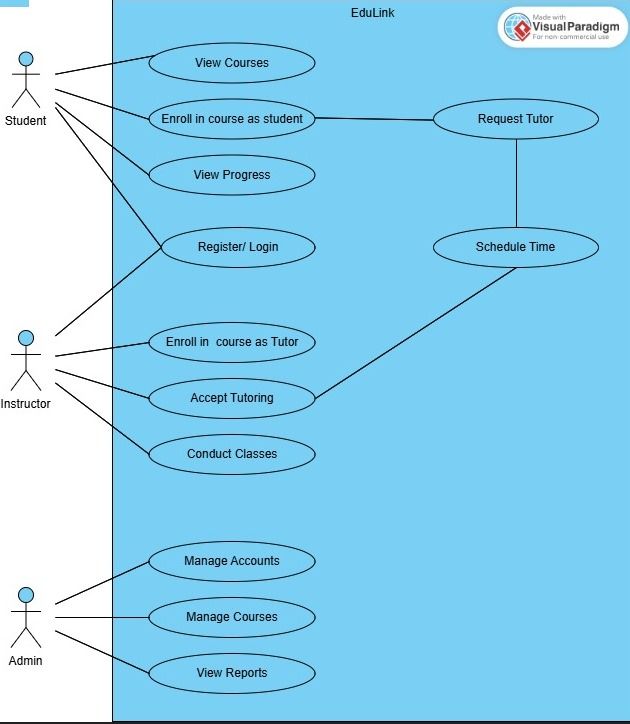 EduLink
Made with
VisualParadigm
For non-commercial use
View Courses
Student
Enroll in course as student
Request Tutor
View Progress
Register/ Login
Schedule Time
Enroll in  course as Tutor
Instructor
Accept Tutoring
Conduct Classes
Manage Accounts
Admin
Manage Courses
View Reports